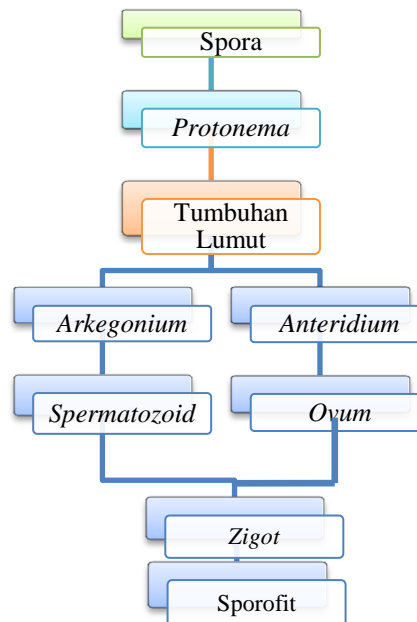 Spora
Protonema
Tumbuhan
Lumut
Arkegonium
Anteridium
Spermatozoid
Ovum
Zigot
Sporofit